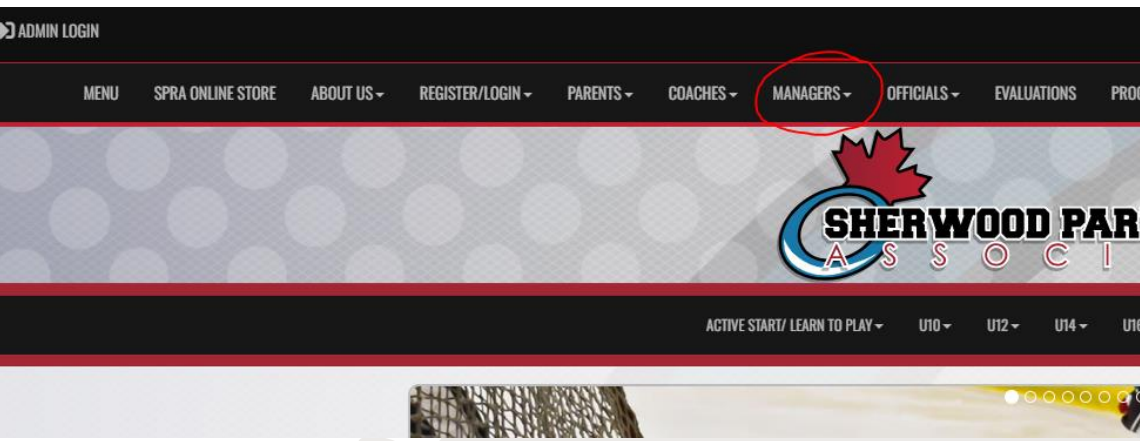 ADMIN LOGIN
MENU SPRA ONLINE STORE ABOUT US REGISTER/LOGIN PARENTS COACHES MANAGERS OFFICIALS EVALUATIONS
SHERWOOD
ASSOCI
ACTIVE START/ LEARN TO PLAY U10 U12 U14